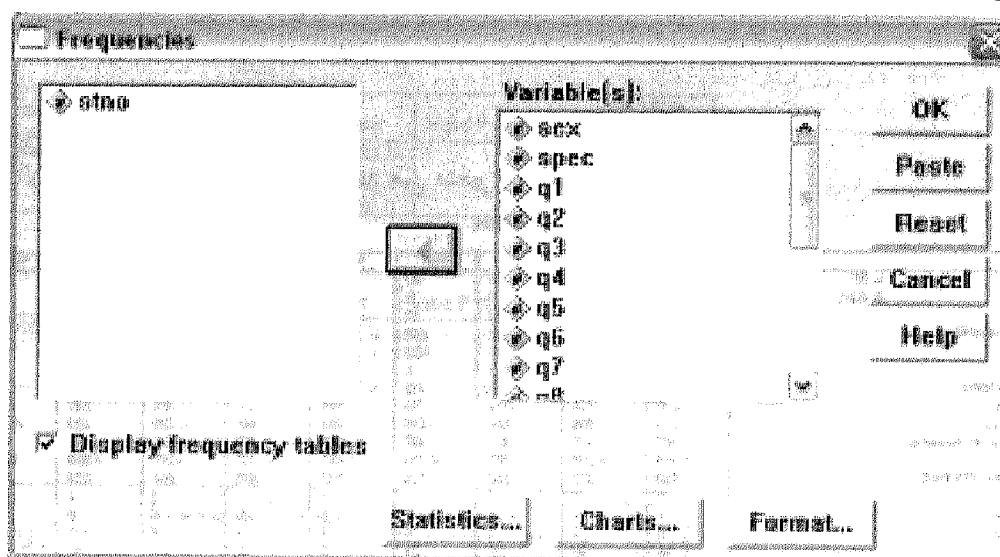 Frequencies
stno
Variable(s):
sex
spec
q1
q2
q3
q4
q5
q6
q7
q8
OK
Paste
Reset
Cancel
Help
Display frequency tables
Statistics...
Charts...
Format...